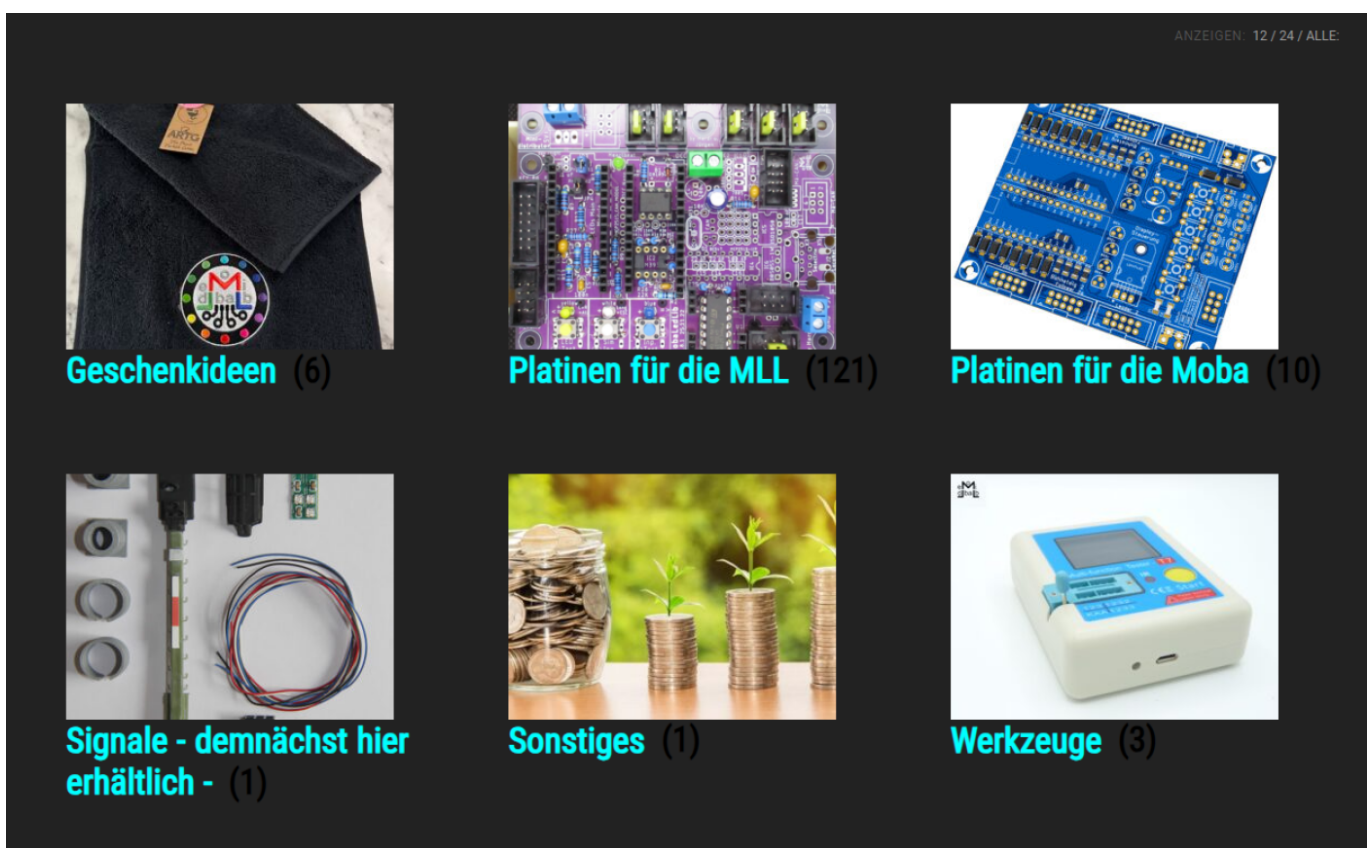 ANZEIGEN: 12 / 24 / ALLE:
ARTG
Geschenkideen (6)
Platinen für die MLL (121)
Platinen für die Moba (10)
Signale - demnächst hier
erhältlich - (1)
Sonstiges (1)
Werkzeuge (3)